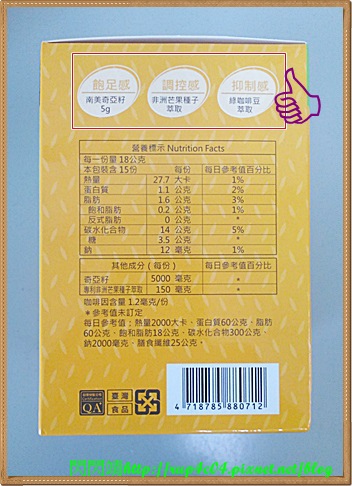 飽足感 調控感 抑制感
南美奇亞籽 非洲芒果種子 綠咖啡豆
5g 萃取 萃取
營養標示 Nutrition Facts
每一份量 18公克
本包裝含 15份 每份 每日參考值百分比
熱量 27.7 大卡 1%
蛋白質 1.1 公克 2%
脂肪 1.6 公克 3%
飽和脂肪 0.2 公克 1%
反式脂肪 0 公克 *
碳水化合物 14 公克 5%
糖 3.5 公克 *
鈉 12 毫克 1%
其他成分（每份） 每日參考值百分比
奇亞籽 5000 毫克 *
專利非洲芒果種子萃取 150 毫克 *
咖啡因含量 1.2毫克/份
＊參考值未訂定
每日參考值：熱量2000大卡、蛋白質60公克、脂肪
60公克、飽和脂肪18公克、碳水化合物300公克、
鈉2000毫克、膳食纖維25公克。
QA 臺灣
食品
4 718785 880712